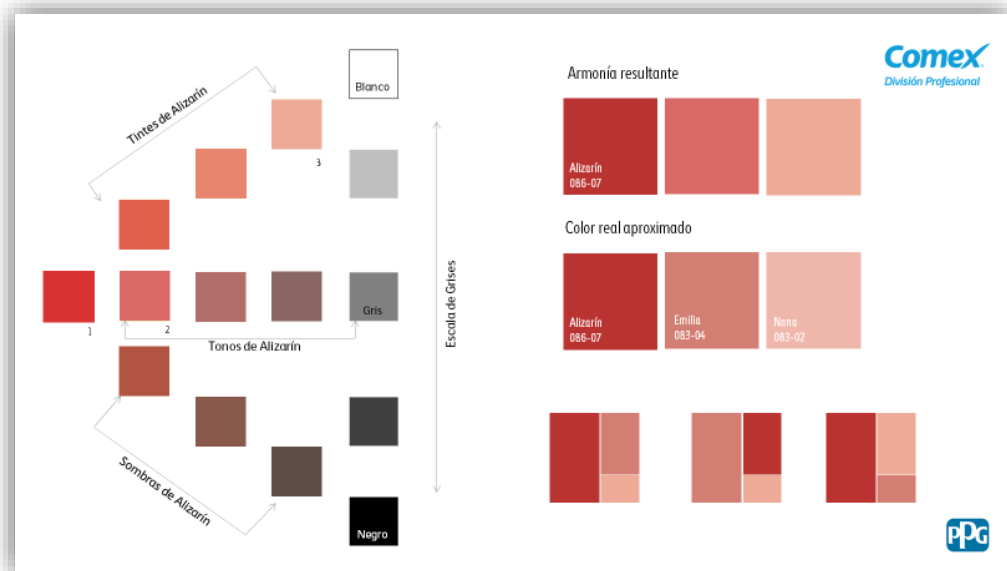 Tintes de Alizarín
Blanco
3
1
2
Gris
Tonos de Alizarín
Escala de Grises
Sombras de Alizarín
Negro
Comex
División Profesional
Armonía resultante
Alizarín
086-07
Color real aproximado
Alizarín
086-07
Emilia
083-04
Nana
083-02
PPG